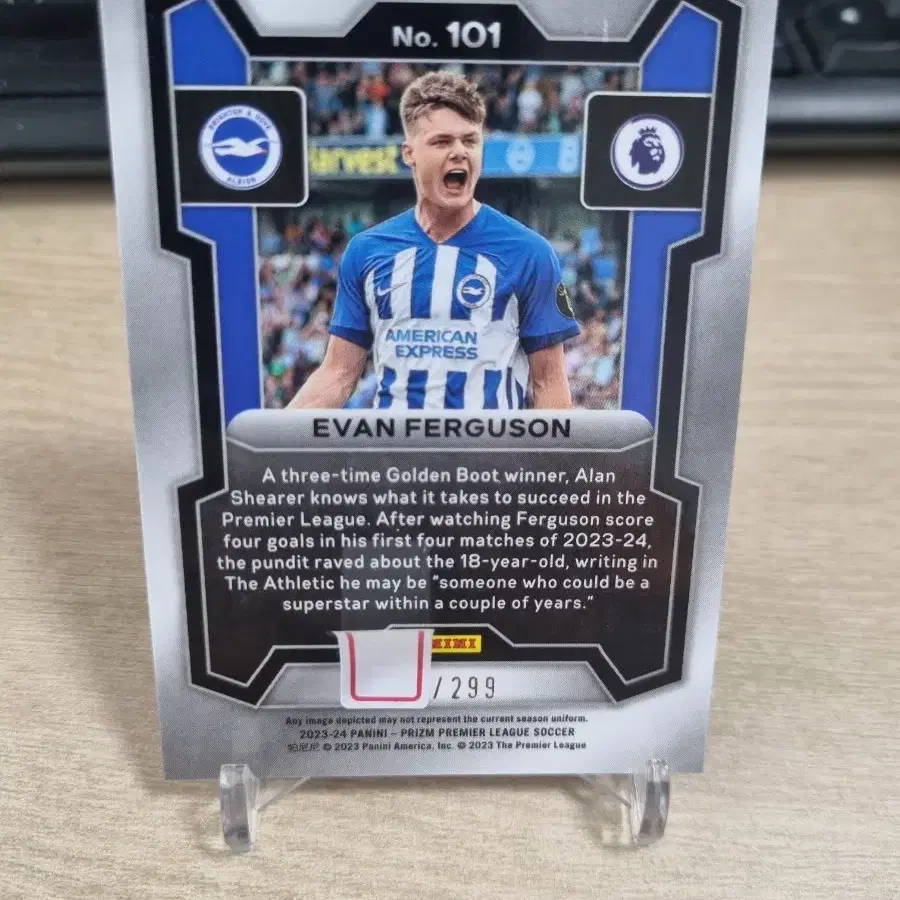 No. 101
BRIGHTON & HOVE
ALBION
Harvest
AMERICAN
EXPRESS
EVAN FERGUSON
A three-time Golden Boot winner, Alan
Shearer knows what it takes to succeed in the
Premier League. After watching Ferguson score
four goals in his first four matches of 2023-24,
the pundit raved about the 18-year-old, writing in
The Athletic he may be "someone who could be a
superstar within a couple of years."
/299
Any image depicted may not represent the current season uniform.
2023-24 PANINI – PRIZM PREMIER LEAGUE SOCCER
帕尼尼 © 2023 Panini America, Inc. © 2023 The Premier League